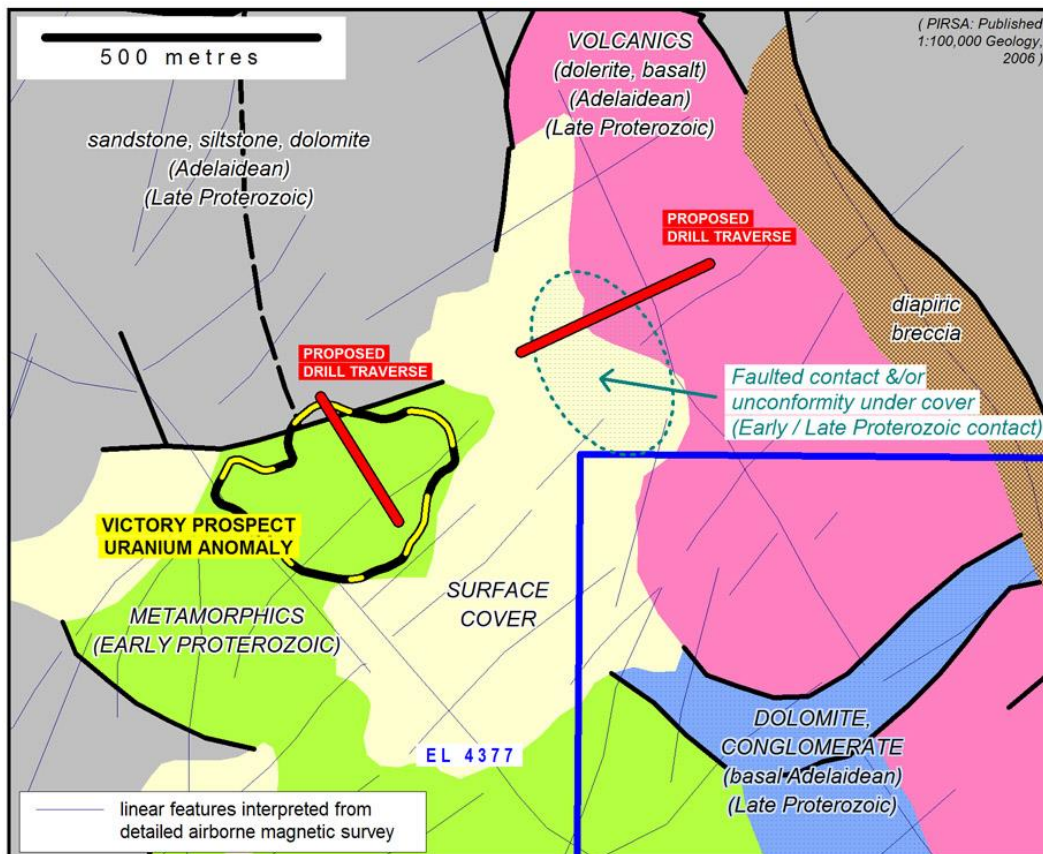 500 metres
VOLCANICS
(dolerite, basalt)
(Adelaidean)
(Late Proterozoic)
( PIRSA: Published
1:100,000 Geology,
2006 )
sandstone, siltstone, dolomite
(Adelaidean)
(Late Proterozoic)
PROPOSED
DRILL TRAVERSE
diapiric
breccia
PROPOSED
DRILL TRAVERSE
Faulted contact &/or
unconformity under cover
(Early / Late Proterozoic contact)
VICTORY PROSPECT
URANIUM ANOMALY
SURFACE
COVER
METAMORPHICS
(EARLY PROTEROZOIC)
DOLOMITE,
CONGLOMERATE
(basal Adelaidean)
(Late Proterozoic)
EL 4377
linear features interpreted from
detailed airborne magnetic survey